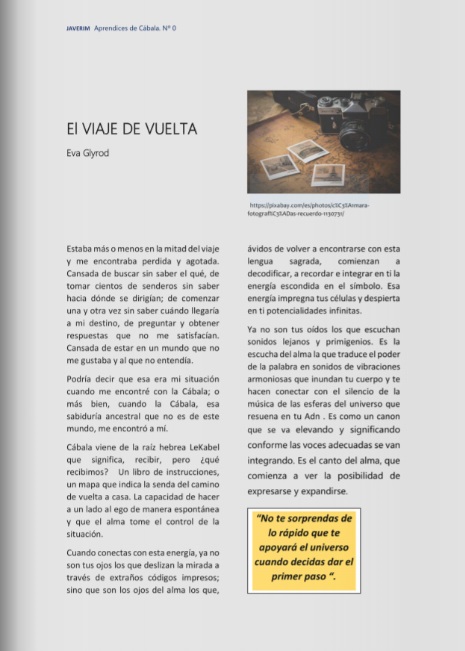 JAVERIM Aprendices de Cábala. Nº 0
El VIAJE DE VUELTA
Eva Glyrod
https://pixabay.com/es/photos/c%C3%A1mara-
fotograf%C3%ADas-recuerdo-1130731/
Estaba más o menos en la mitad del viaje
y me encontraba perdida y agotada.
Cansada de buscar sin saber el qué, de
tomar cientos de senderos sin saber
hacia dónde se dirigían; de comenzar
una y otra vez sin saber cuándo llegaría
a mi destino, de preguntar y obtener
respuestas que no me satisfacían.
Cansada de estar en un mundo que no
me gustaba y al que no entendía.
Podría decir que esa era mi situación
cuando me encontré con la Cábala; o
más bien, cuando la Cábala, esa
sabiduría ancestral que no es de este
mundo, me encontró a mí.
Cábala viene de la raíz hebrea LeKabel
que significa, recibir, pero ¿qué
recibimos? Un libro de instrucciones,
un mapa que indica la senda del camino
de vuelta a casa. La capacidad de hacer
a un lado al ego de manera espontánea
y que el alma tome el control de la
situación.
Cuando conectas con esta energía, ya no
son tus ojos los que deslizan la mirada a
través de extraños códigos impresos;
sino que son los ojos del alma los que,
ávidos de volver a encontrarse con esta
lengua sagrada, comienzan a
decodificar, a recordar e integrar en ti la
energía escondida en el símbolo. Esa
energía impregna tus células y despierta
en ti potencialidades infinitas.
Ya no son tus oídos los que escuchan
sonidos lejanos y primigenios. Es la
escucha del alma la que traduce el poder
de la palabra en sonidos de vibraciones
armoniosas que inundan tu cuerpo y te
hacen conectar con el silencio de la
música de las esferas del universo que
resuena en tu Adn . Es como un canon
que se va elevando y significando
conforme las voces adecuadas se van
integrando. Es el canto del alma, que
comienza a ver la posibilidad de
expresarse y expandirse.
"No te sorprendas de
lo rápido que te
apoyará el universo
cuando decidas dar el
primer paso ".